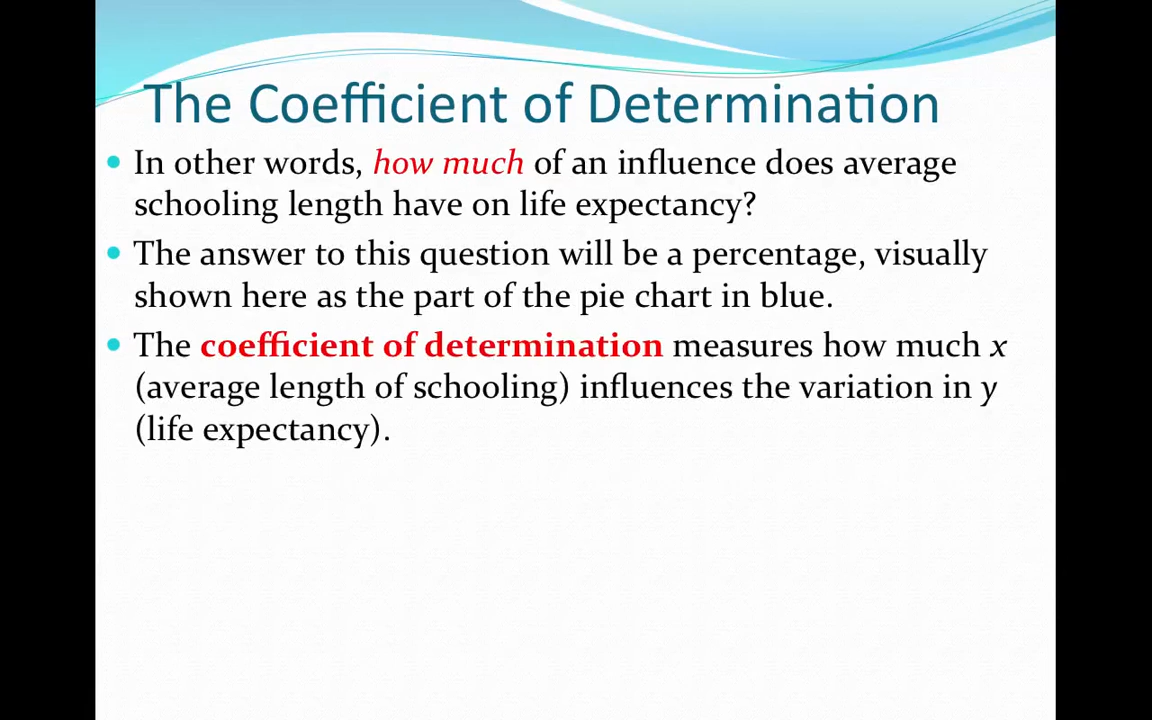 The Coefficient of Determination
• In other words, how much of an influence does average
schooling length have on life expectancy?
• The answer to this question will be a percentage, visually
shown here as the part of the pie chart in blue.
• The coefficient of determination measures how much x
(average length of schooling) influences the variation in y
(life expectancy).